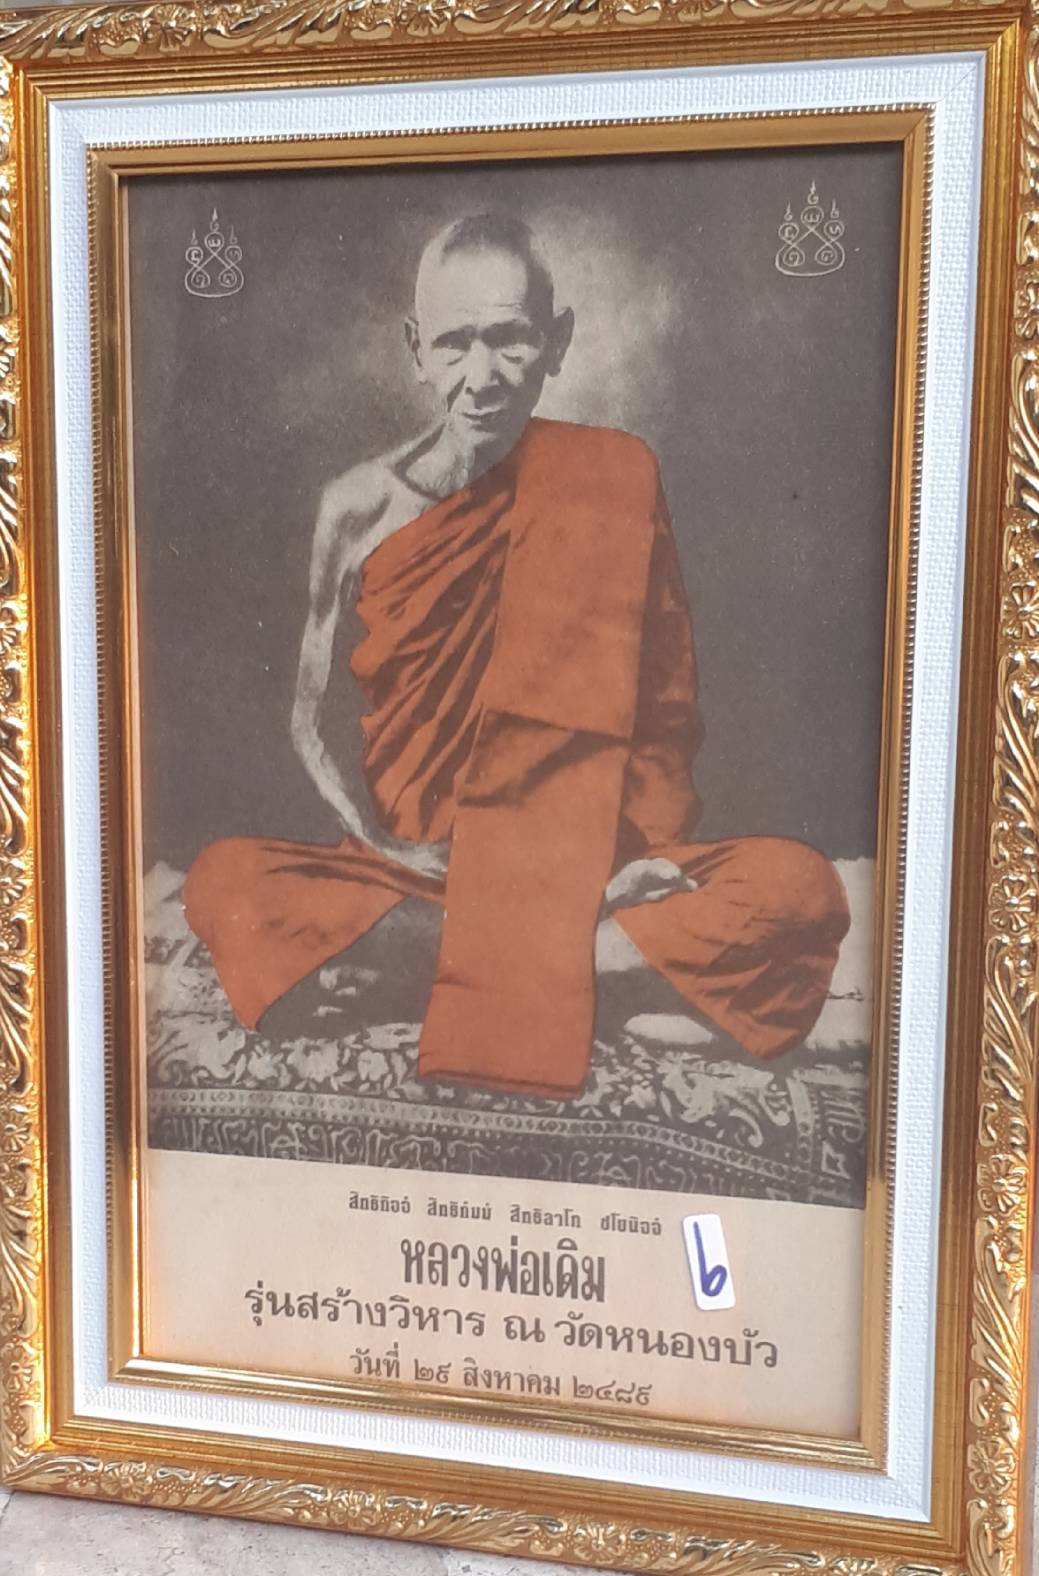 สิทธิกิจจํ สิทธิกัมมํ สิทธิลาโภ ชโยนิจจํ
หลวงพ่อเดิม
๖
รุ่นสร้างวิหาร ณ วัดหนองบัว
วันที่ ๒๙ สิงหาคม ๒๔๘๙